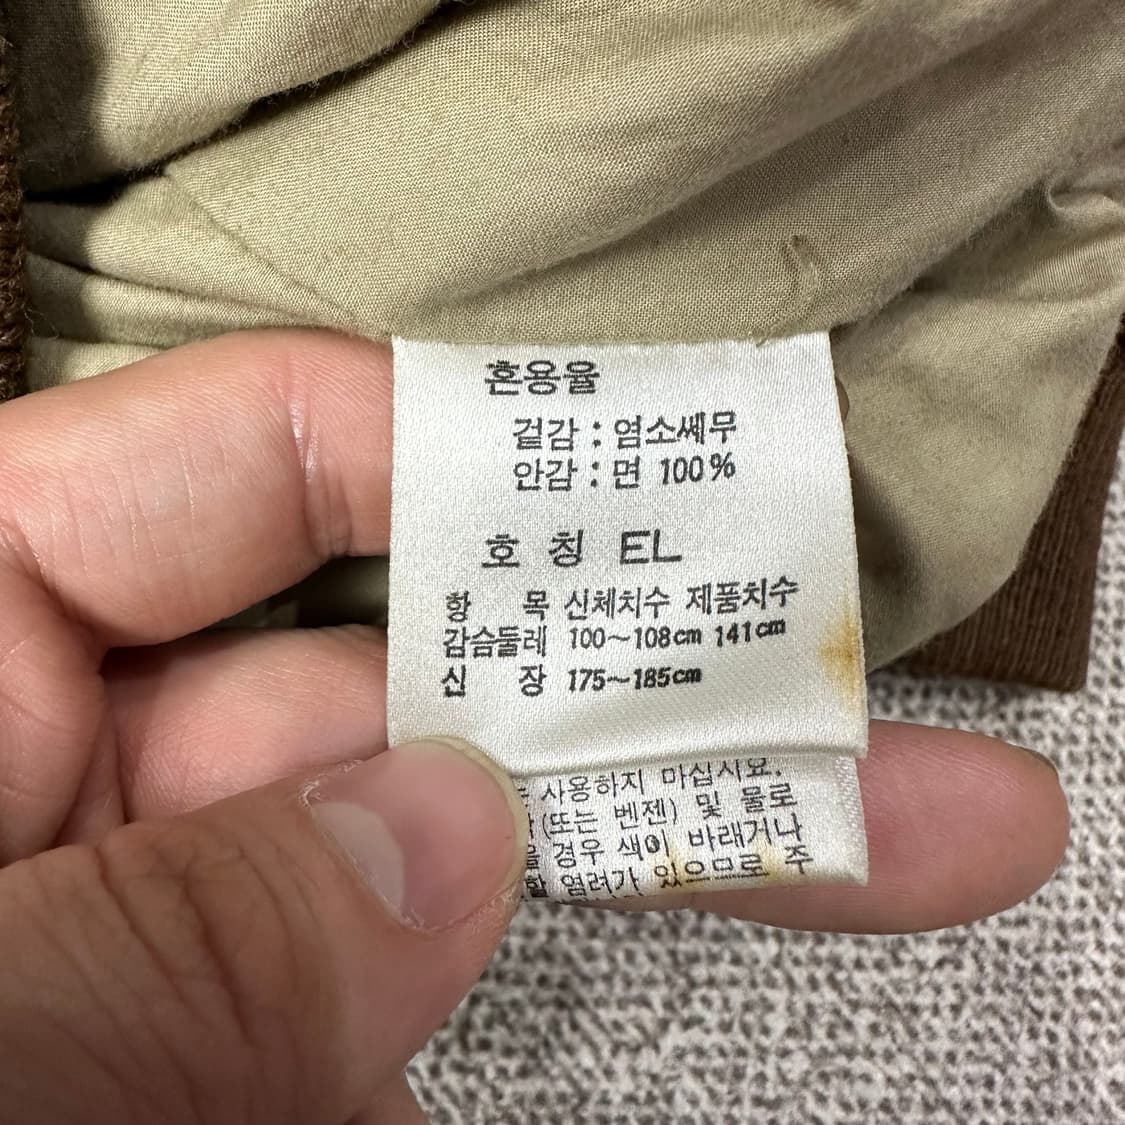 혼용율
겉감 : 염소쎄무
안감 : 면 100%
호 칭 EL
항 목 신체치수 제품치수
감슴둘레 100~108cm 141cm
신 장 175~185cm
사용하지 마십시요.
(또는 벤젠) 및 물로
경우 색이 바래거나
할 염려가 있으므로 주